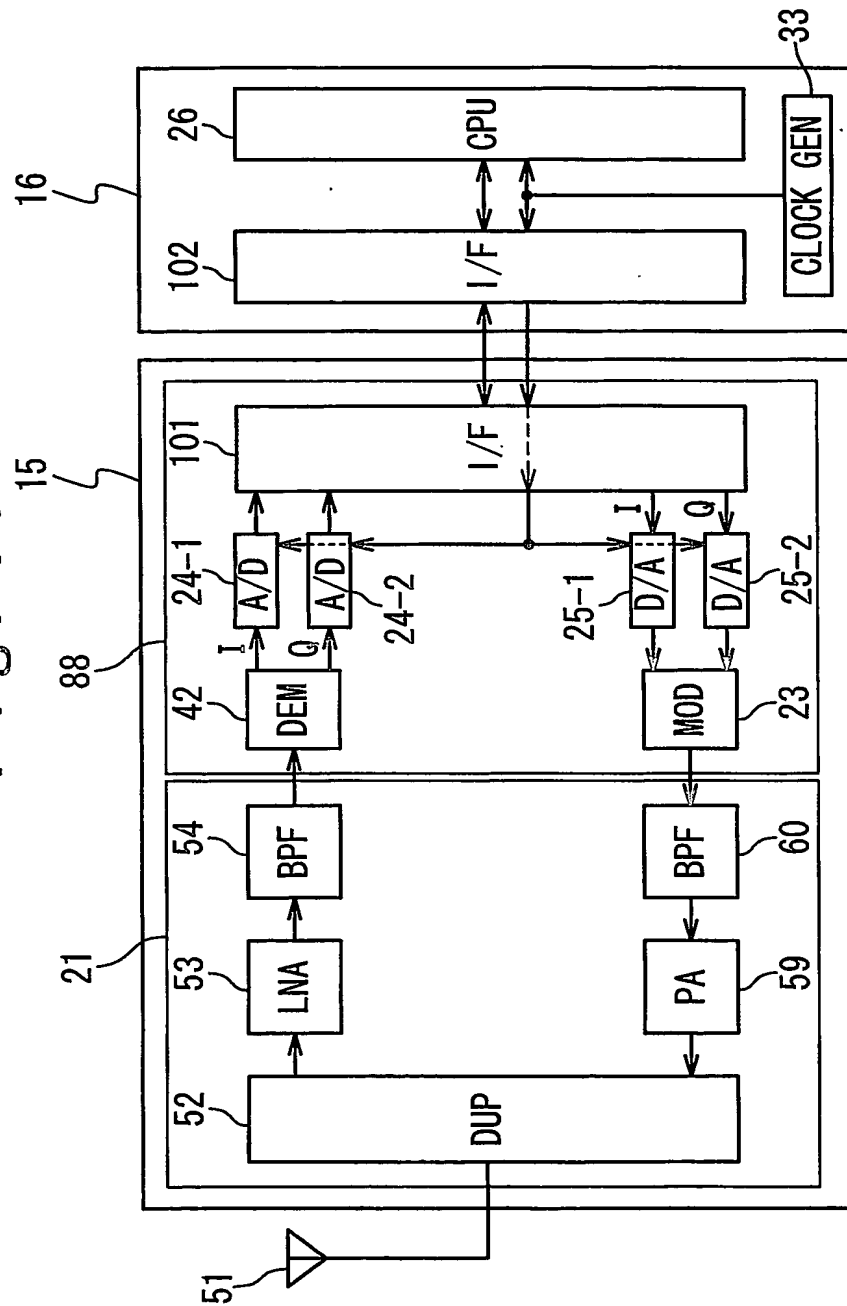 15
16
88
21
101
102
26
24-1
42
54
53
52
I/F
I/F
CPU
A/D
I
A/D
Q
24-2
DEM
BPF
LNA
DUP
51
25-1
I
D/A
Q
D/A
25-2
MOD
23
BPF
60
PA
59
CLOCK GEN
33